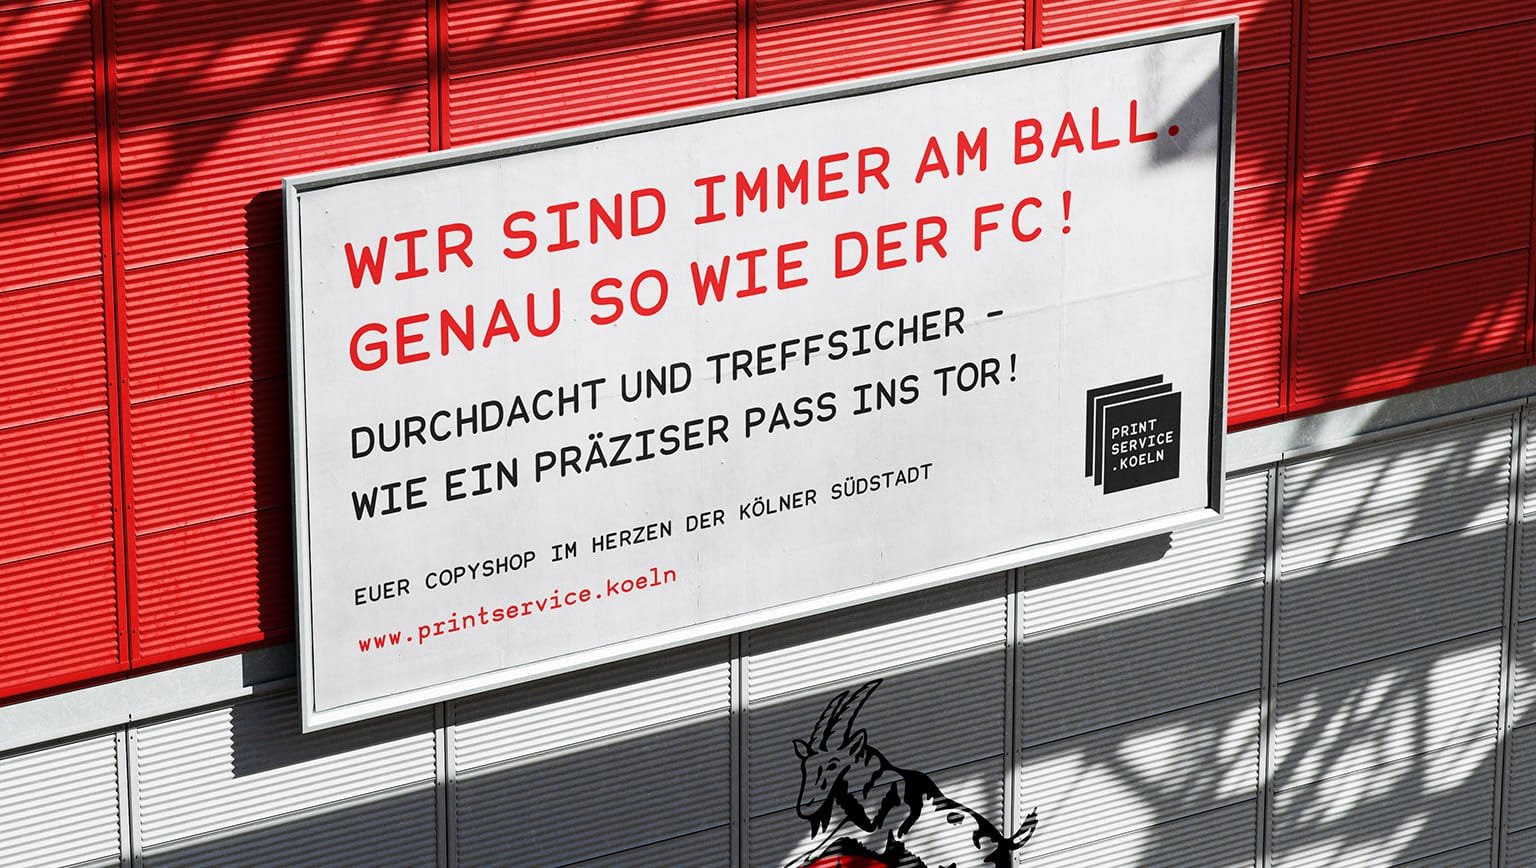 WIR SIND IMMER AM BALL.
GENAU SO WIE DER FC!
DURCHDACHT UND TREFFSICHER -
WIE EIN PRÄZISER PASS INS TOR!
EUER COPYSHOP IM HERZEN DER KÖLNER SÜDSTADT
www.printservice.koeln
PRINT
SERVICE
.KOELN